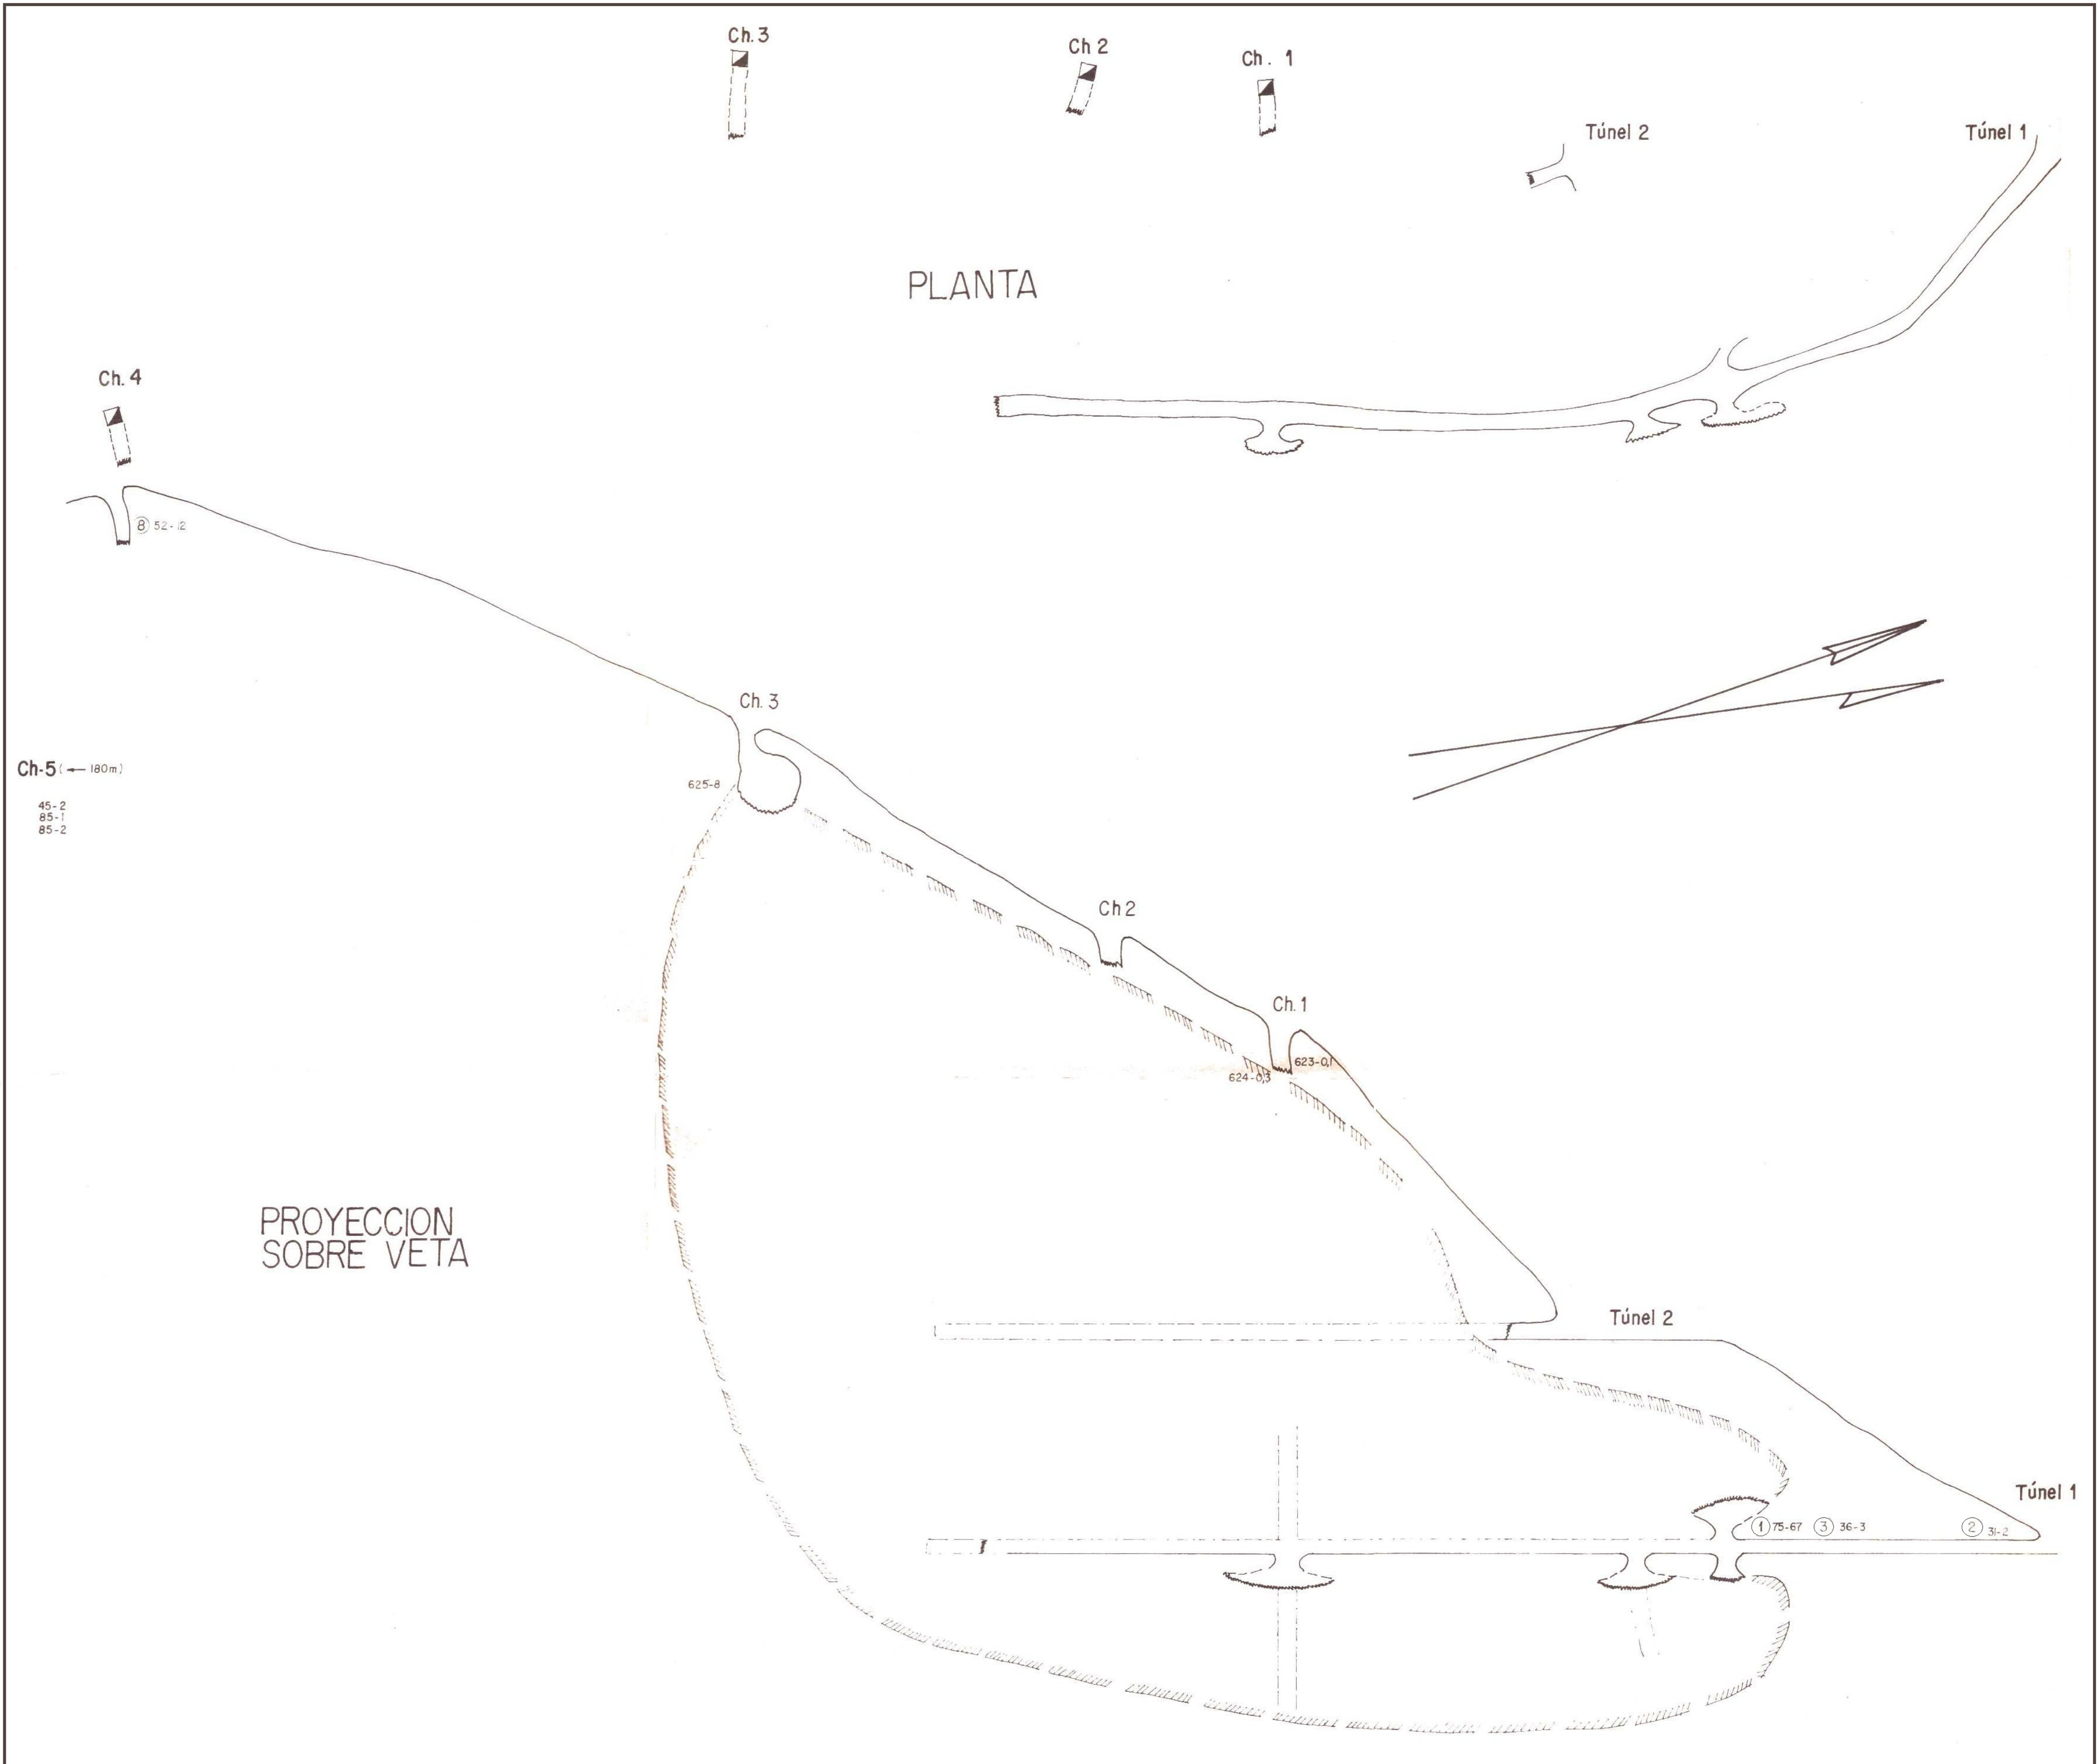 Ch. 3
Ch 2
Ch. 1
Túnel 2
Túnel 1
PLANTA
Ch. 4
8 52-12
Ch. 3
625-8
Ch-5 (← 180m)
45-2
85-1
85-2
Ch 2
Ch. 1
623-0,1
624-0,3
PROYECCION
SOBRE VETA
Túnel 2
Túnel 1
1 75-67 3 36-3 2 31-2